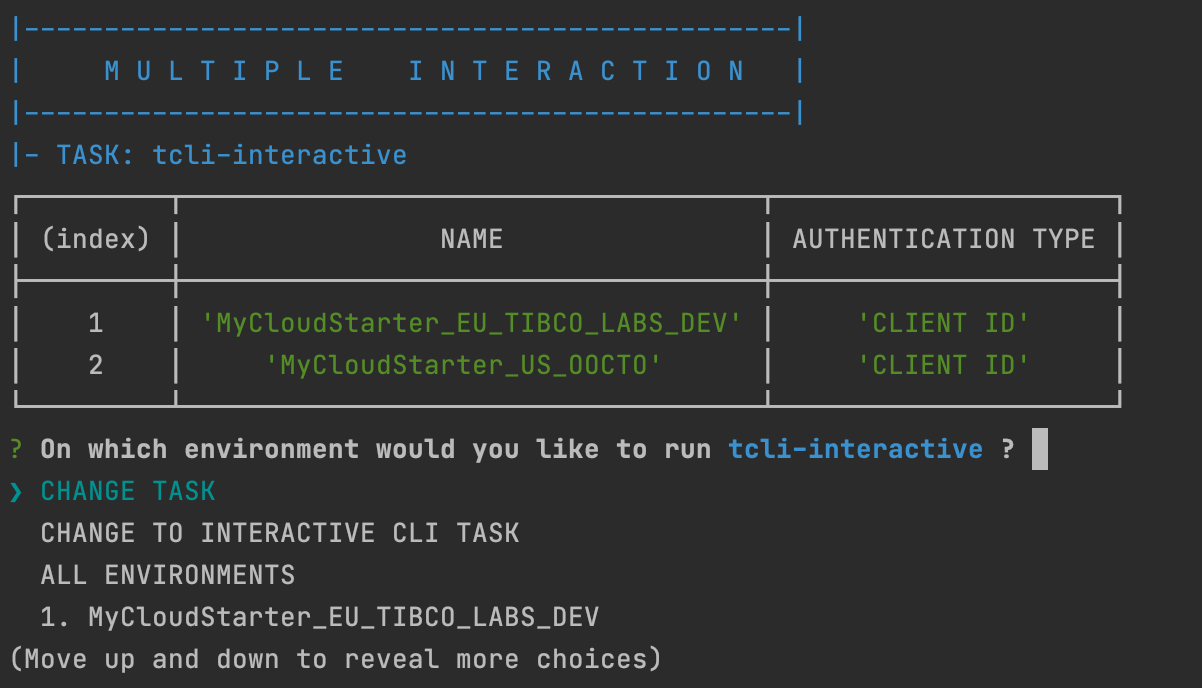 |------------------------------------------------|
|     M U L T I P L E    I N T E R A C T I O N   |
|------------------------------------------------|
|- TASK: tcli-interactive
(index) NAME AUTHENTICATION TYPE
1 'MyCloudStarter_EU_TIBCO_LABS_DEV' 'CLIENT ID'
2 'MyCloudStarter_US_OOCTO' 'CLIENT ID'
? On which environment would you like to run tcli-interactive ?
❯ CHANGE TASK
CHANGE TO INTERACTIVE CLI TASK
ALL ENVIRONMENTS
1. MyCloudStarter_EU_TIBCO_LABS_DEV
(Move up and down to reveal more choices)